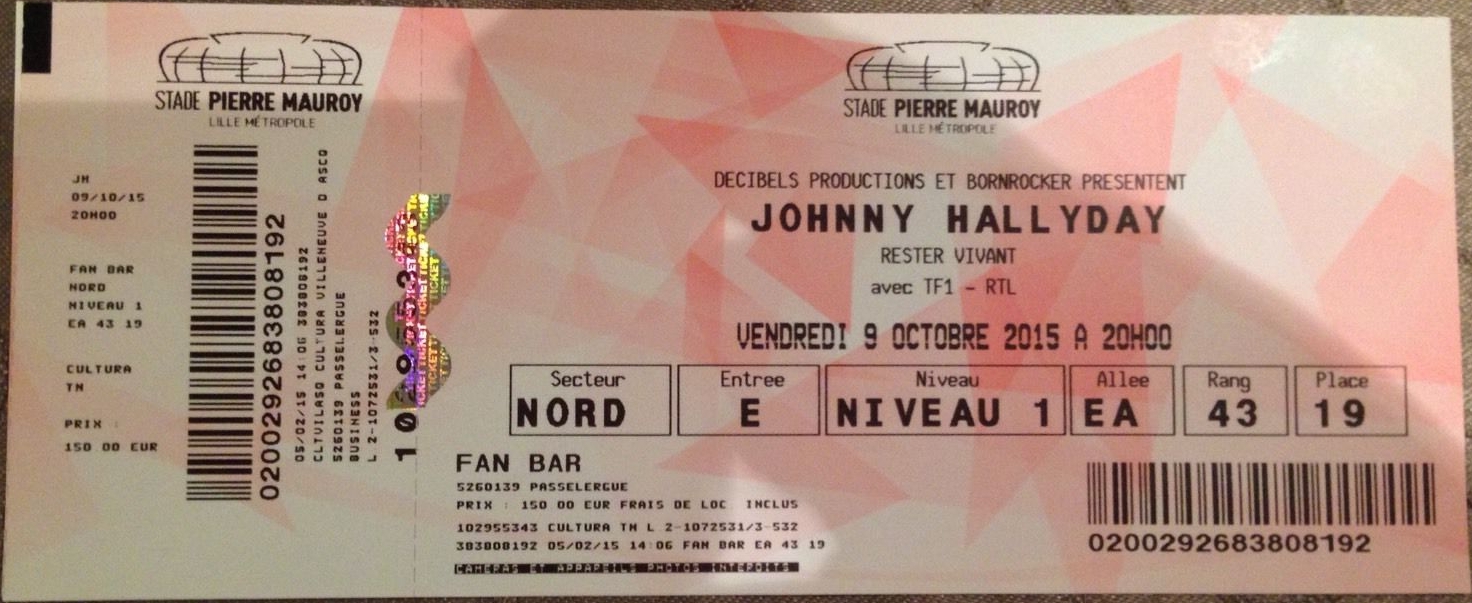 STADE PIERRE MAUROY
LILLE MÉTROPOLE
JH
09/10/15
20H00
FAN BAR
NORD
NIVEAU 1
EA 43 19
CULTURA
TM
PRIX :
150 00 EUR
0200292683808192
05/02/15 14:06 383808192
CLTVILASQ CULTURA VILLENEUVE D ASCQ
5260139 PASSELERGUE
BUSINESS
L 2-1072531/3-532
STADE PIERRE MAUROY
LILLE MÉTROPOLE
DECIBELS PRODUCTIONS ET BORNROCKER PRESENTENT
JOHNNY HALLYDAY
RESTER VIVANT
avec TF1 - RTL
VENDREDI 9 OCTOBRE 2015 A 20H00
Secteur Entree Niveau Allee Rang Place
NORD E NIVEAU 1 EA 43 19
FAN BAR
5260139 PASSELERGUE
PRIX : 150 00 EUR FRAIS DE LOC INCLUS
102955343 CULTURA TM L 2-1072531/3-532
383808192 05/02/15 14:06 FAN BAR EA 43 19
CAMERAS ET APPAREILS PHOTOS INTERDITS
0200292683808192